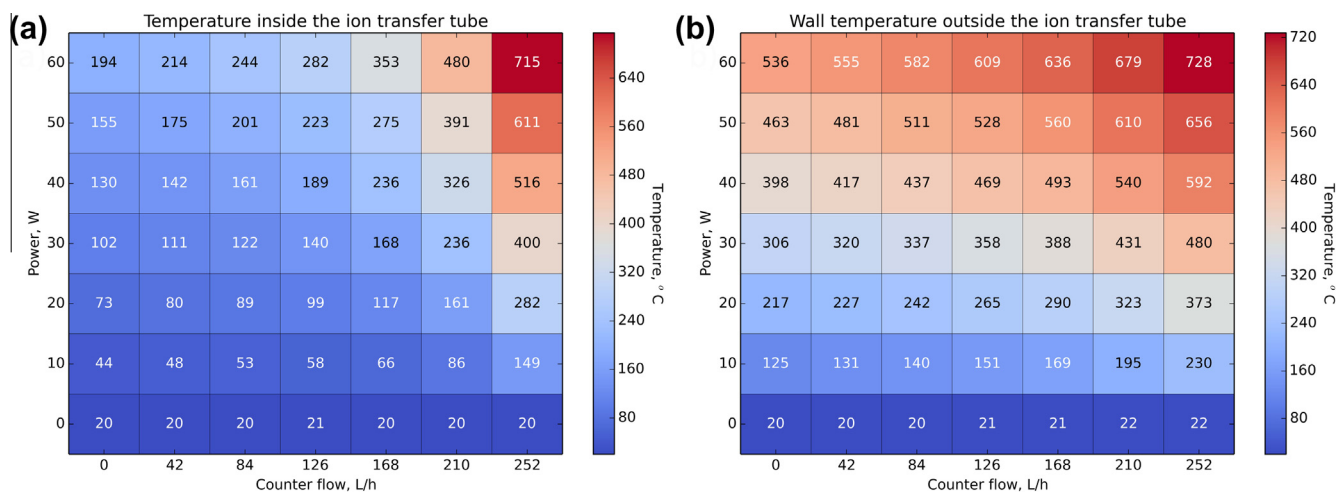 (a) Temperature inside the ion transfer tube
60 194 214 244 282 353 480 715
50 155 175 201 223 275 391 611
40 130 142 161 189 236 326 516
30 102 111 122 140 168 236 400
20 73 80 89 99 117 161 282
10 44 48 53 58 66 86 149
0 20 20 20 21 20 20 20
0 42 84 126 168 210 252
Counter flow, L/h
Power, W
640
560
480
400
320
240
160
80
Temperature, ° C
(b) Wall temperature outside the ion transfer tube
60 536 555 582 609 636 679 728
50 463 481 511 528 560 610 656
40 398 417 437 469 493 540 592
30 306 320 337 358 388 431 480
20 217 227 242 265 290 323 373
10 125 131 140 151 169 195 230
0 20 20 20 21 21 22 22
0 42 84 126 168 210 252
Counter flow, L/h
Power, W
720
640
560
480
400
320
240
160
80
Temperature, ° C